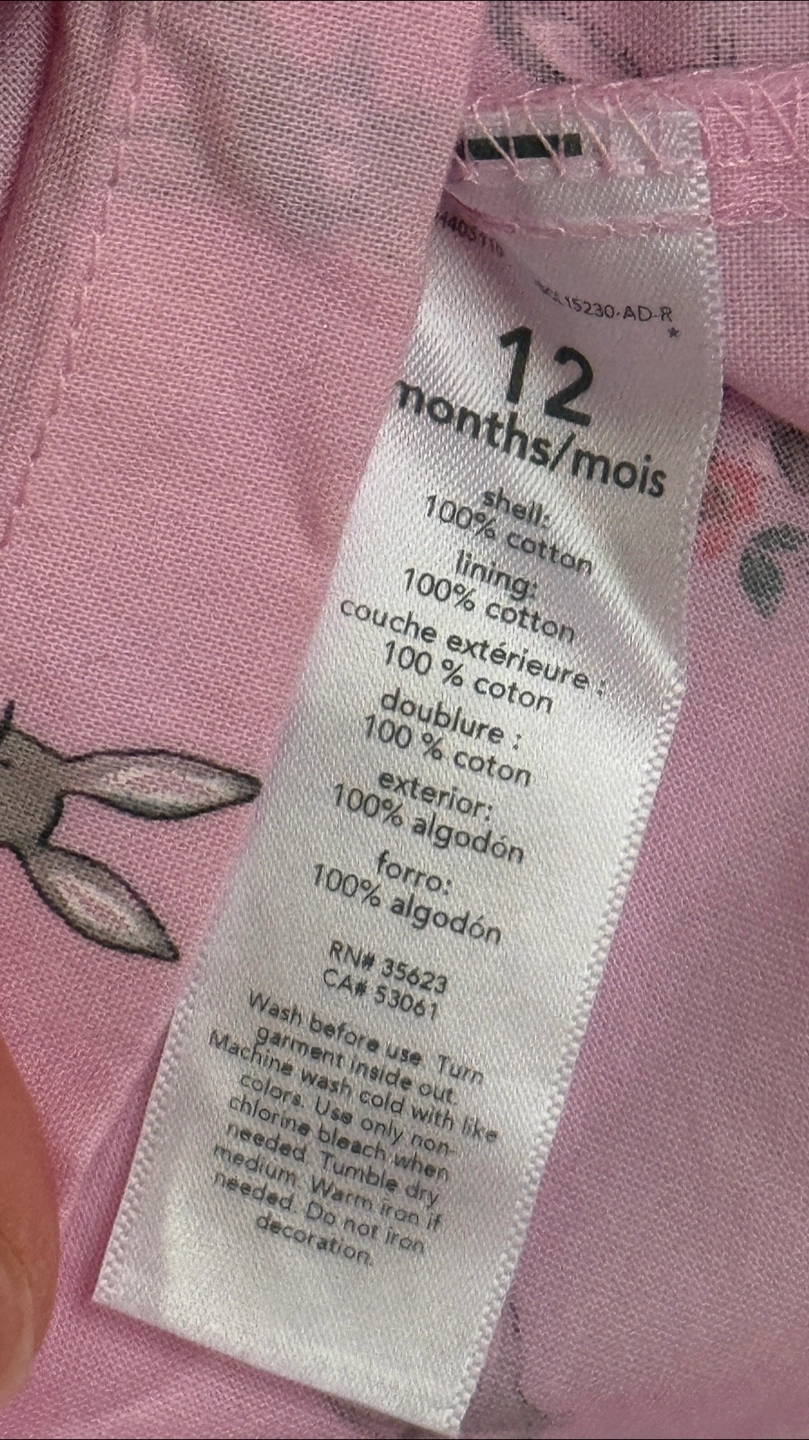 15230-AD-R
*
12
months/mois
shell:
100% cotton
lining:
100% cotton
couche extérieure :
100 % coton
doublure :
100 % coton
exterior:
100% algodón
forro:
100% algodón
RN# 35623
CA# 53061
Wash before use. Turn
garment inside out.
Machine wash cold with like
colors. Use only non-
chlorine bleach when
needed. Tumble dry
medium. Warm iron if
needed. Do not iron
decoration.